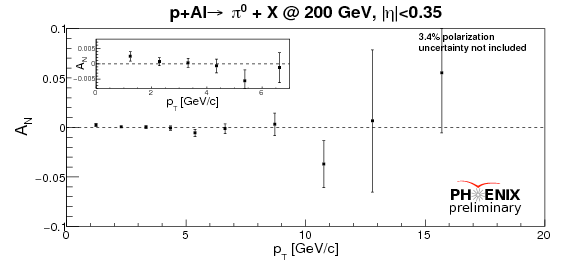 p+Al→ π⁰ + X @ 200 GeV, |η|<0.35
0.1
3.4% polarization
uncertainty not included
0.005
0
−0.005
A_N
0 2 4 6
p_T [GeV/c]
0.05
A_N
0
−0.05
PHENIX
preliminary
−0.1
0 5 10 15 20
p_T [GeV/c]